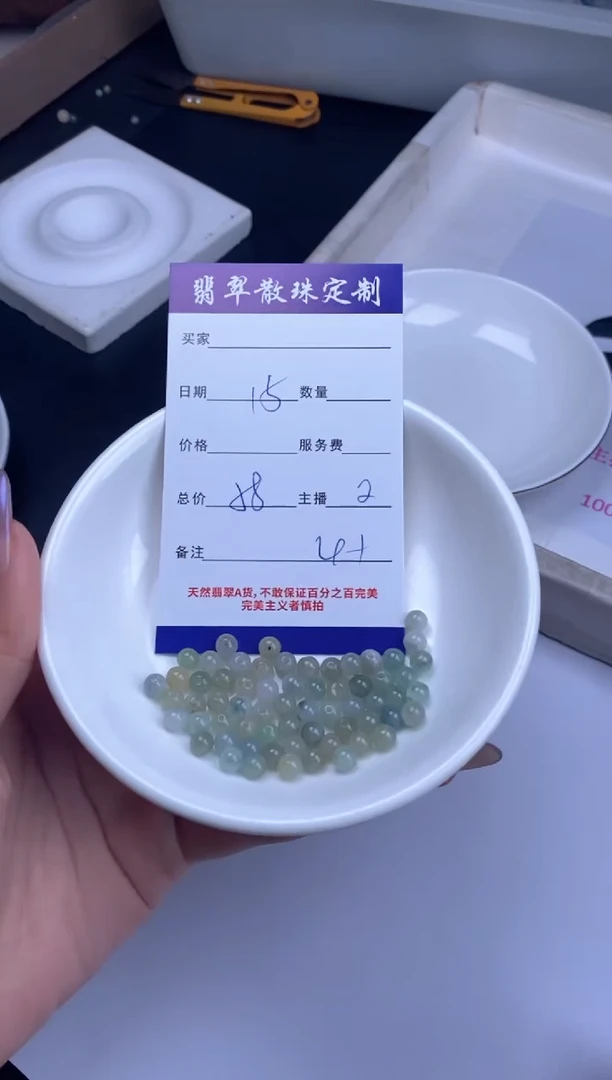 翡翠散珠定制
买家
日期 15 数量
价格 服务费
总价 88 主播 2
备注 4+
天然翡翠A货，不敢保证百分之百完美
完美主义者慎拍
100